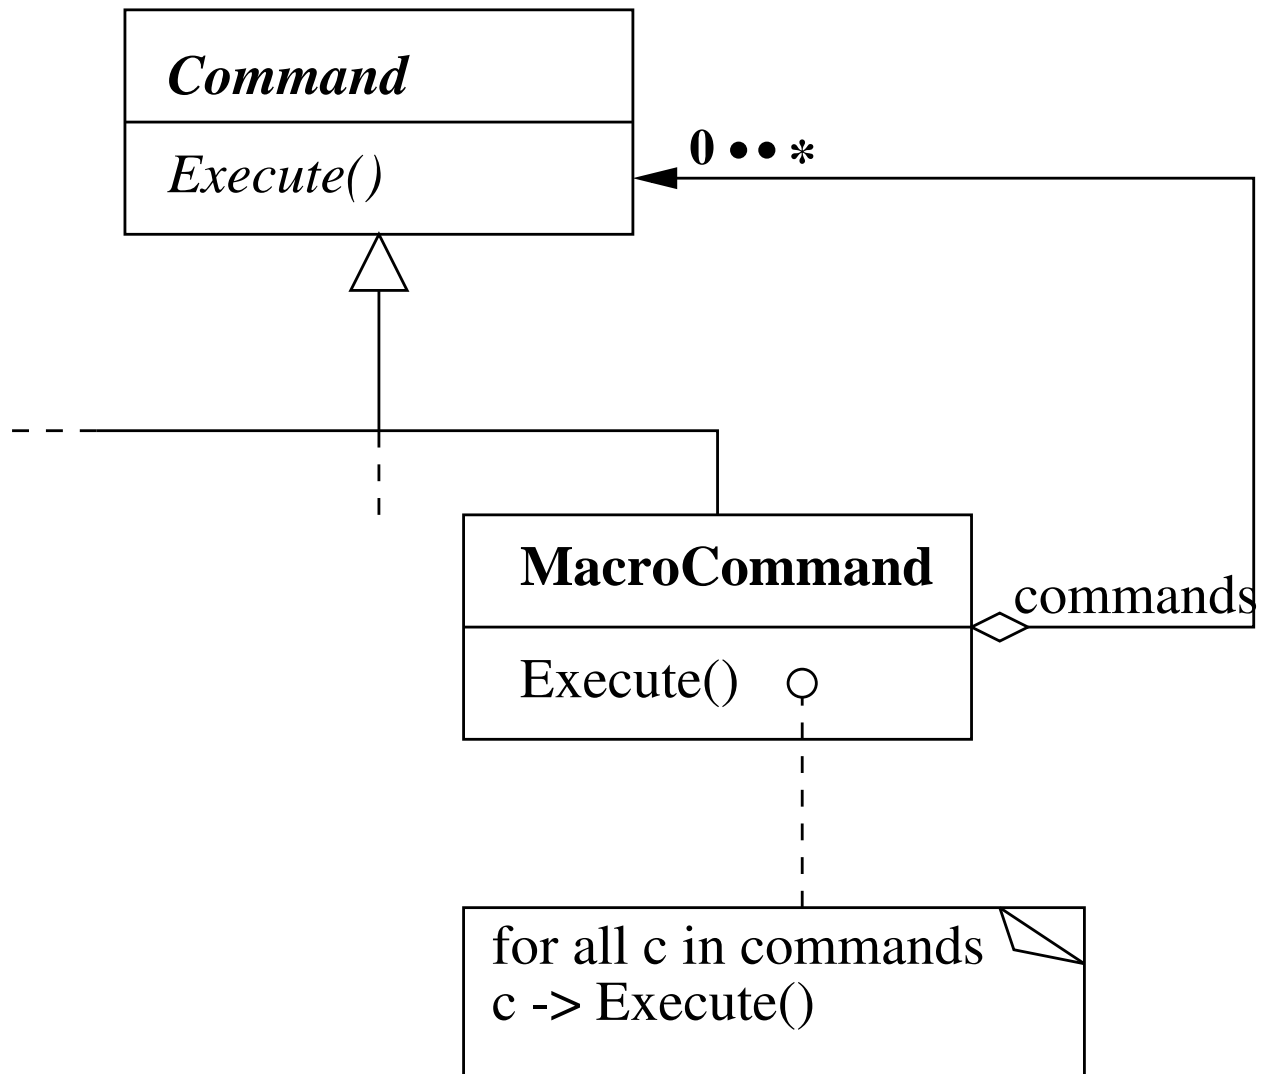 Command
Execute()
0 •• *
MacroCommand
commands
Execute()
for all c in commands
c -> Execute()